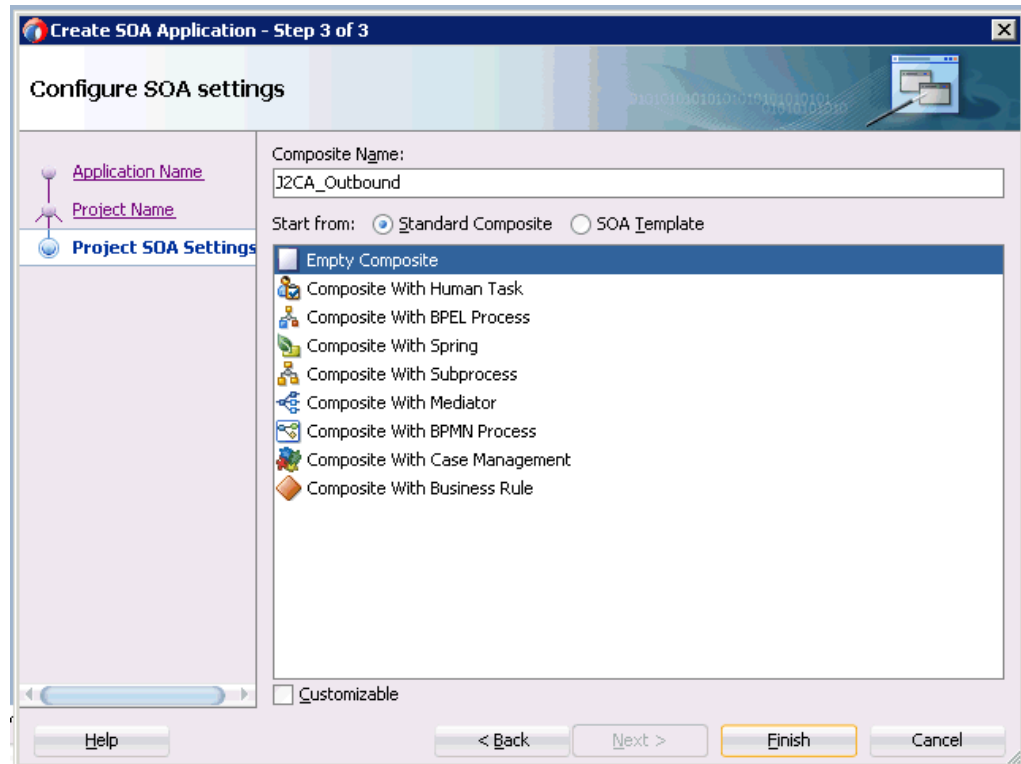 Create SOA Application - Step 3 of 3
Configure SOA settings
Application Name
Project Name
Project SOA Settings
Composite Name:
J2CA_Outbound
Start from: Standard Composite SOA Template
Empty Composite
Composite With Human Task
Composite With BPEL Process
Composite With Spring
Composite With Subprocess
Composite With Mediator
Composite With BPMN Process
Composite With Case Management
Composite With Business Rule
Customizable
Help < Back Next > Finish Cancel